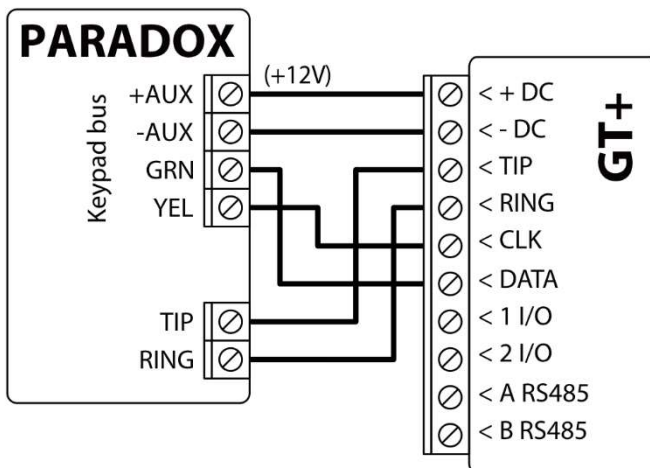 PARADOX
Keypad bus
+AUX
-AUX
GRN
YEL
TIP
RING
(+12V)
GT+
< + DC
< - DC
< TIP
< RING
< CLK
< DATA
< 1 I/O
< 2 I/O
< A RS485
< B RS485